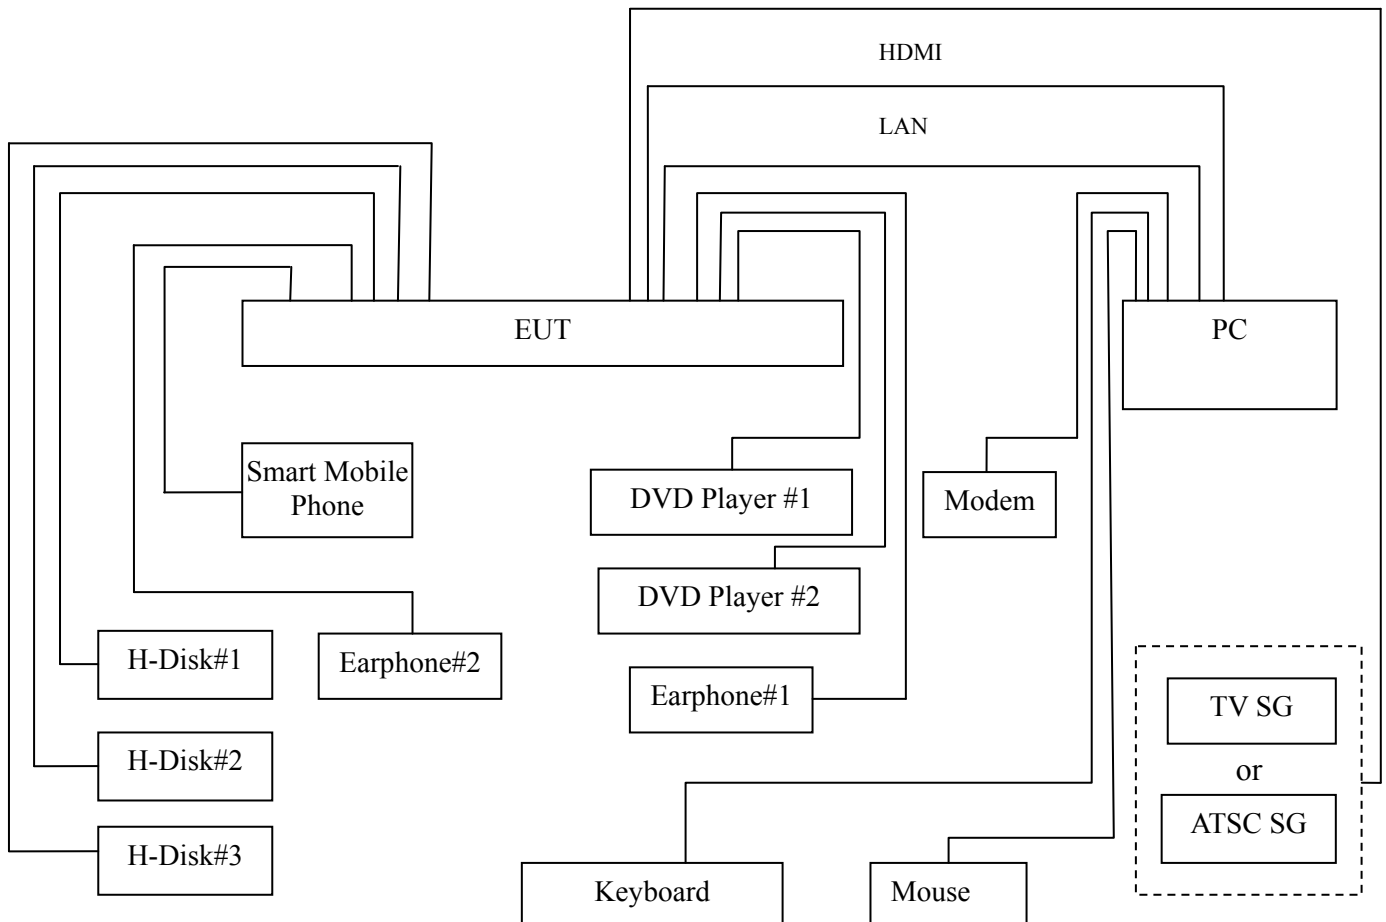 HDMI
LAN
EUT
PC
Smart Mobile
Phone
DVD Player #1
Modem
DVD Player #2
H-Disk#1
Earphone#2
Earphone#1
TV SG
or
ATSC SG
H-Disk#2
H-Disk#3
Keyboard
Mouse